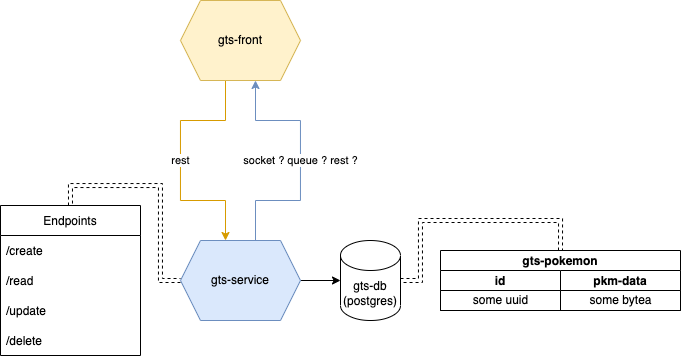 gts-front
rest
socket ? queue ? rest ?
Endpoints
/create
/read
/update
/delete
gts-service
gts-db
(postgres)
gts-pokemon
id pkm-data
some uuid some bytea